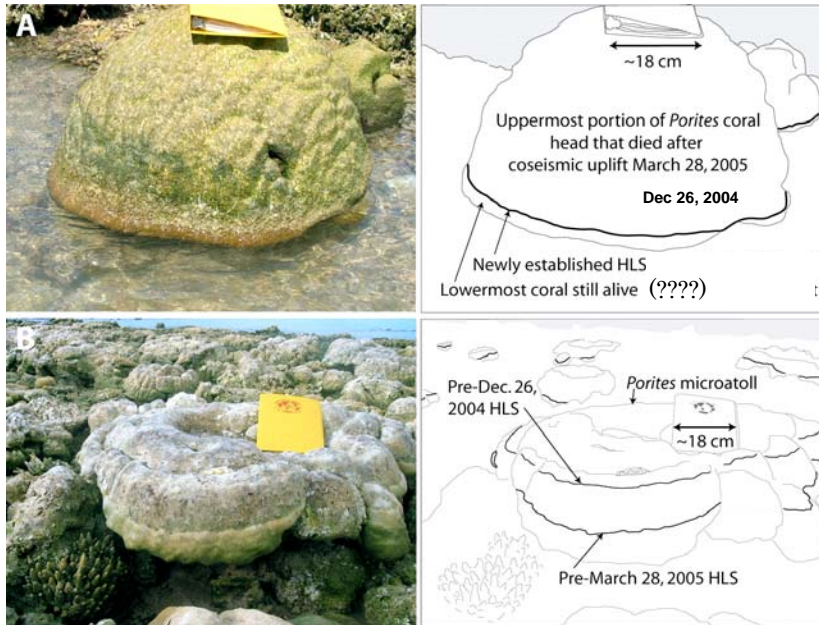 A
~18 cm
Uppermost portion of Porites coral
head that died after
coseismic uplift March 28, 2005
Dec 26, 2004
Newly established HLS
Lowermost coral still alive (????)
t
B
Pre-Dec. 26,
2004 HLS
Porites microatoll
~18 cm
Pre-March 28, 2005 HLS